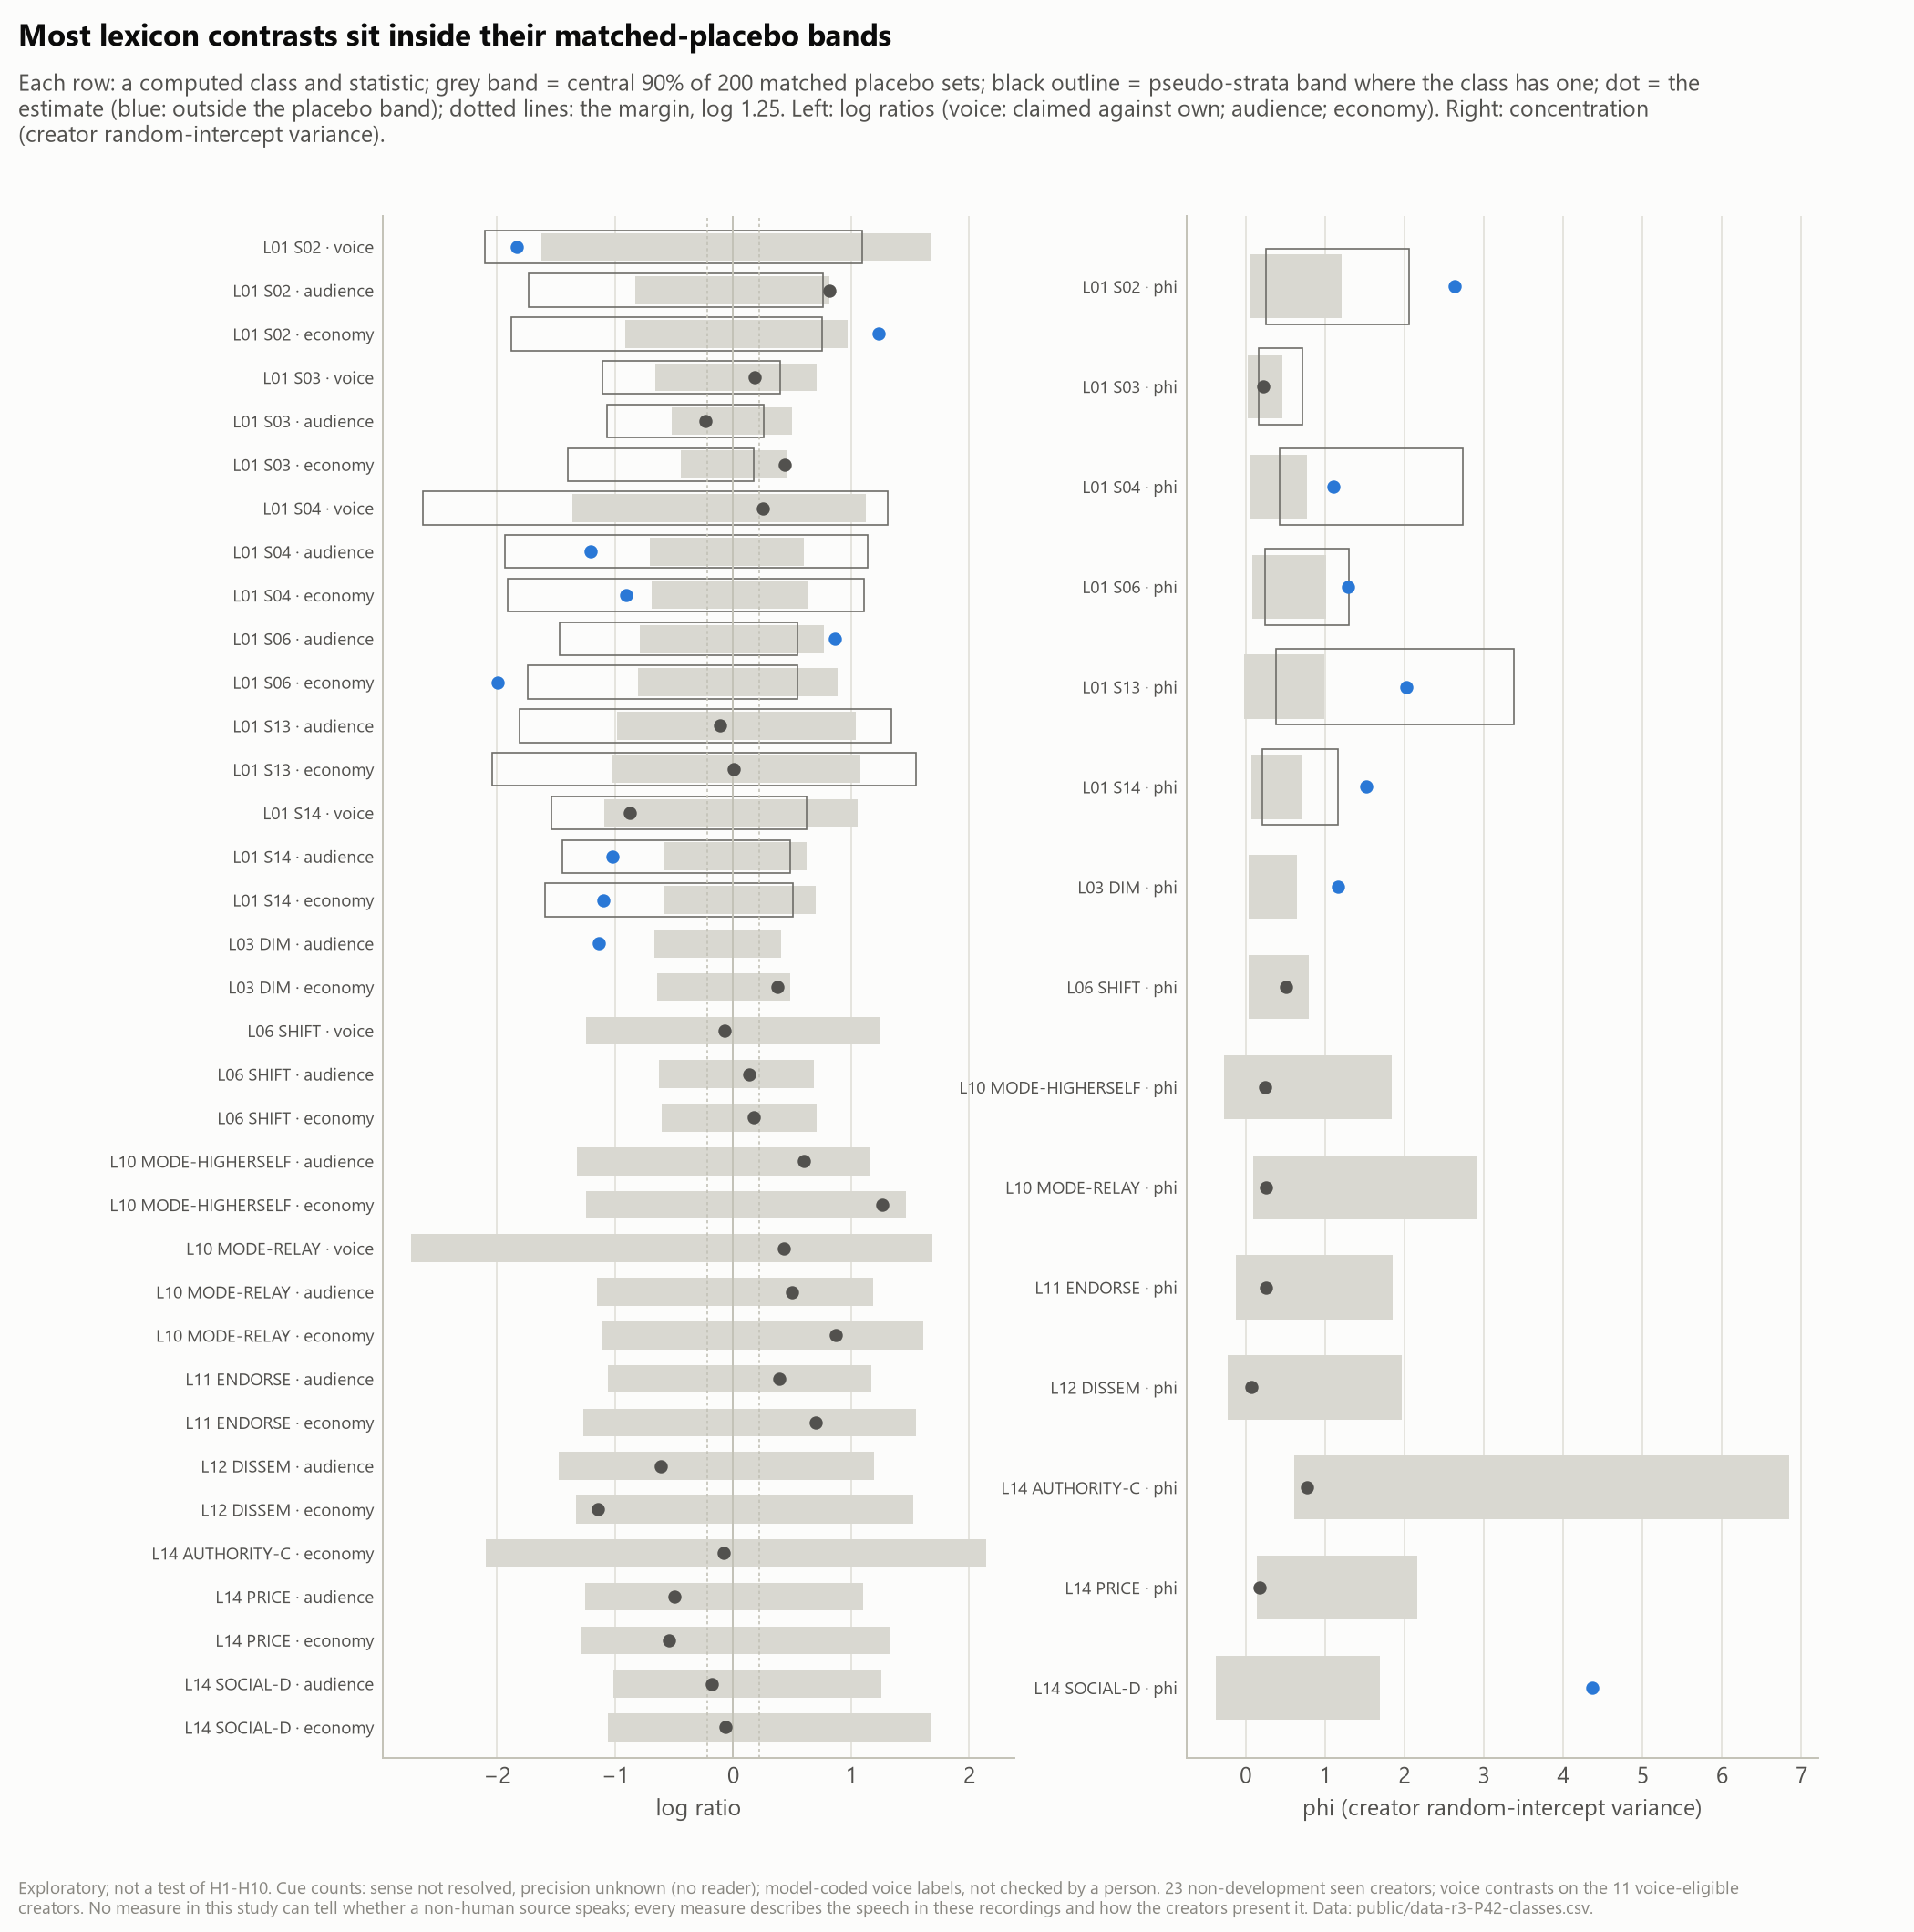 Most lexicon contrasts sit inside their matched-placebo bands
Each row: a computed class and statistic; grey band = central 90% of 200 matched placebo sets; black outline = pseudo-strata band where the class has one; dot = the
estimate (blue: outside the placebo band); dotted lines: the margin, log 1.25. Left: log ratios (voice: claimed against own; audience; economy). Right: concentration
(creator random-intercept variance).
L01 S02 · voice
L01 S02 · audience
L01 S02 · economy
L01 S03 · voice
L01 S03 · audience
L01 S03 · economy
L01 S04 · voice
L01 S04 · audience
L01 S04 · economy
L01 S06 · audience
L01 S06 · economy
L01 S13 · audience
L01 S13 · economy
L01 S14 · voice
L01 S14 · audience
L01 S14 · economy
L03 DIM · audience
L03 DIM · economy
L06 SHIFT · voice
L06 SHIFT · audience
L06 SHIFT · economy
L10 MODE-HIGHERSELF · audience
L10 MODE-HIGHERSELF · economy
L10 MODE-RELAY · voice
L10 MODE-RELAY · audience
L10 MODE-RELAY · economy
L11 ENDORSE · audience
L11 ENDORSE · economy
L12 DISSEM · audience
L12 DISSEM · economy
L14 AUTHORITY-C · economy
L14 PRICE · audience
L14 PRICE · economy
L14 SOCIAL-D · audience
L14 SOCIAL-D · economy
−2 −1 0 1 2
log ratio
L01 S02 · phi
L01 S03 · phi
L01 S04 · phi
L01 S06 · phi
L01 S13 · phi
L01 S14 · phi
L03 DIM · phi
L06 SHIFT · phi
L10 MODE-HIGHERSELF · phi
L10 MODE-RELAY · phi
L11 ENDORSE · phi
L12 DISSEM · phi
L14 AUTHORITY-C · phi
L14 PRICE · phi
L14 SOCIAL-D · phi
0 1 2 3 4 5 6 7
phi (creator random-intercept variance)
Exploratory; not a test of H1-H10. Cue counts: sense not resolved, precision unknown (no reader); model-coded voice labels, not checked by a person. 23 non-development seen creators; voice contrasts on the 11 voice-eligible
creators. No measure in this study can tell whether a non-human source speaks; every measure describes the speech in these recordings and how the creators present it. Data: public/data-r3-P42-classes.csv.